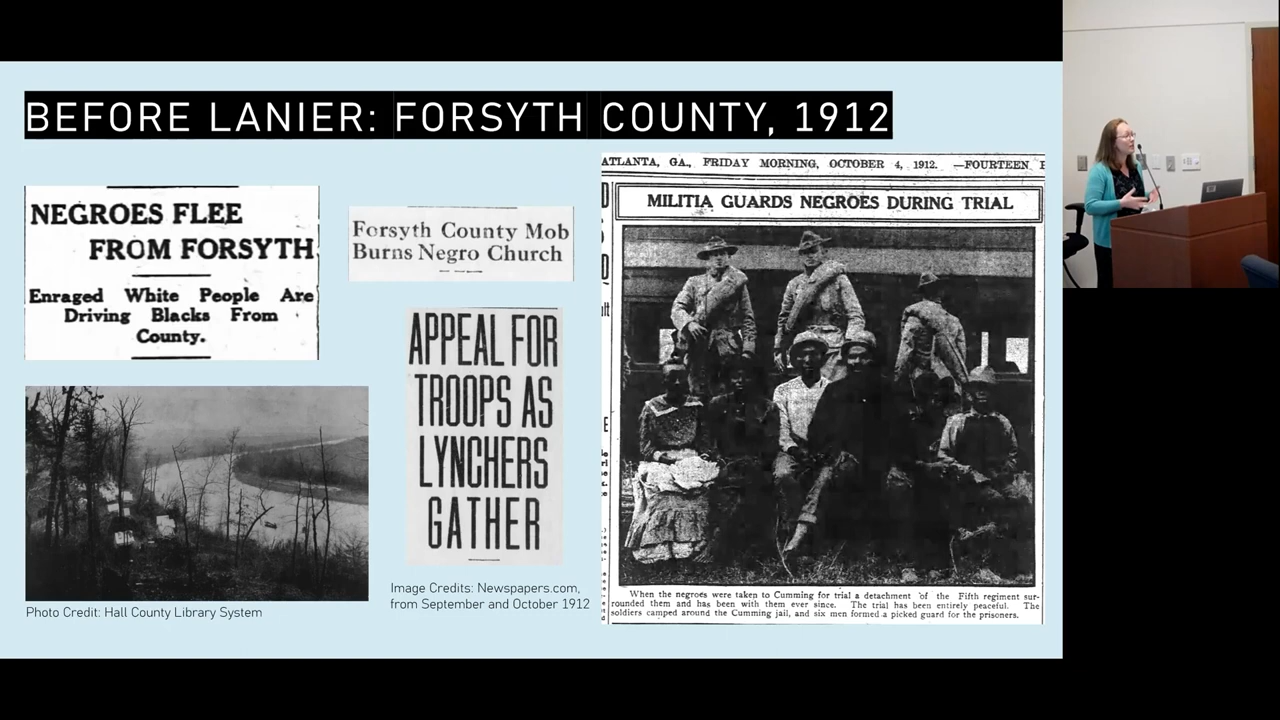 BEFORE LANIER: FORSYTH COUNTY, 1912
NEGROES FLEE
FROM FORSYTH
Enraged White People Are
Driving Blacks From
County.
Forsyth County Mob
Burns Negro Church
APPEAL FOR
TROOPS AS
LYNCHERS
GATHER
Image Credits: Newspapers.com,
from September and October 1912
Photo Credit: Hall County Library System
ATLANTA, GA., FRIDAY MORNING, OCTOBER 4, 1912. —FOURTEEN
MILITIA GUARDS NEGROES DURING TRIAL
When the negroes were taken to Cumming for trial a detachment of the Fifth regiment sur-
rounded them and has been with them ever since. The trial has been entirely peaceful. The
soldiers camped around the Cumming jail, and six men formed a picked guard for the prisoners.